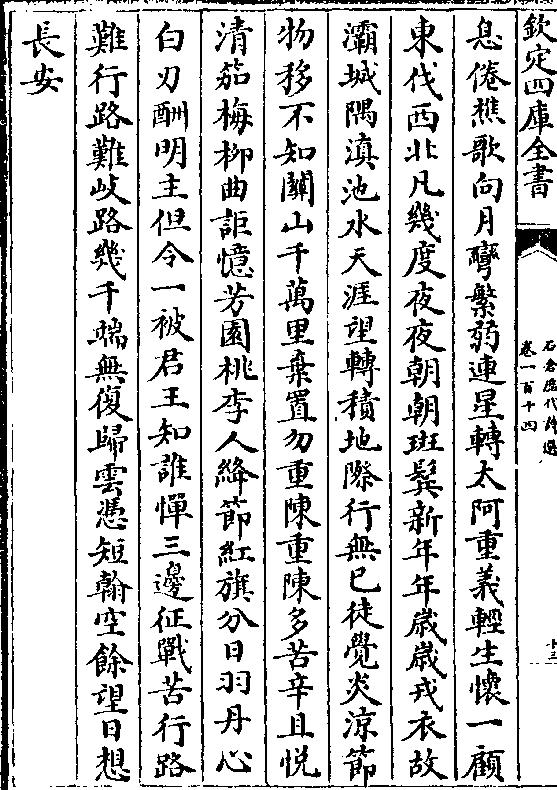 欽定四庫全書
石倉歷代詩選
卷一百十四
十三
息倦樵歌向月彎繁弱連星轉太阿重義輕生懷一顧
東伐西北凡幾度夜夜朝朝班鬢新年年歲歲戎衣故
灞城隅滇池水天涯望轉積地際行無已徒覺炎涼節
物移不知關山千萬里棄置勿重陳重陳多苦辛且悦
清笳梅栁曲詎憶芳園桃李人絳節紅旗分日羽丹心
白刃酬明主但令一被君王知誰憚三邊征戰苦行路
難行路難岐路幾千端無復歸雲憑短翰空餘望日想
長安